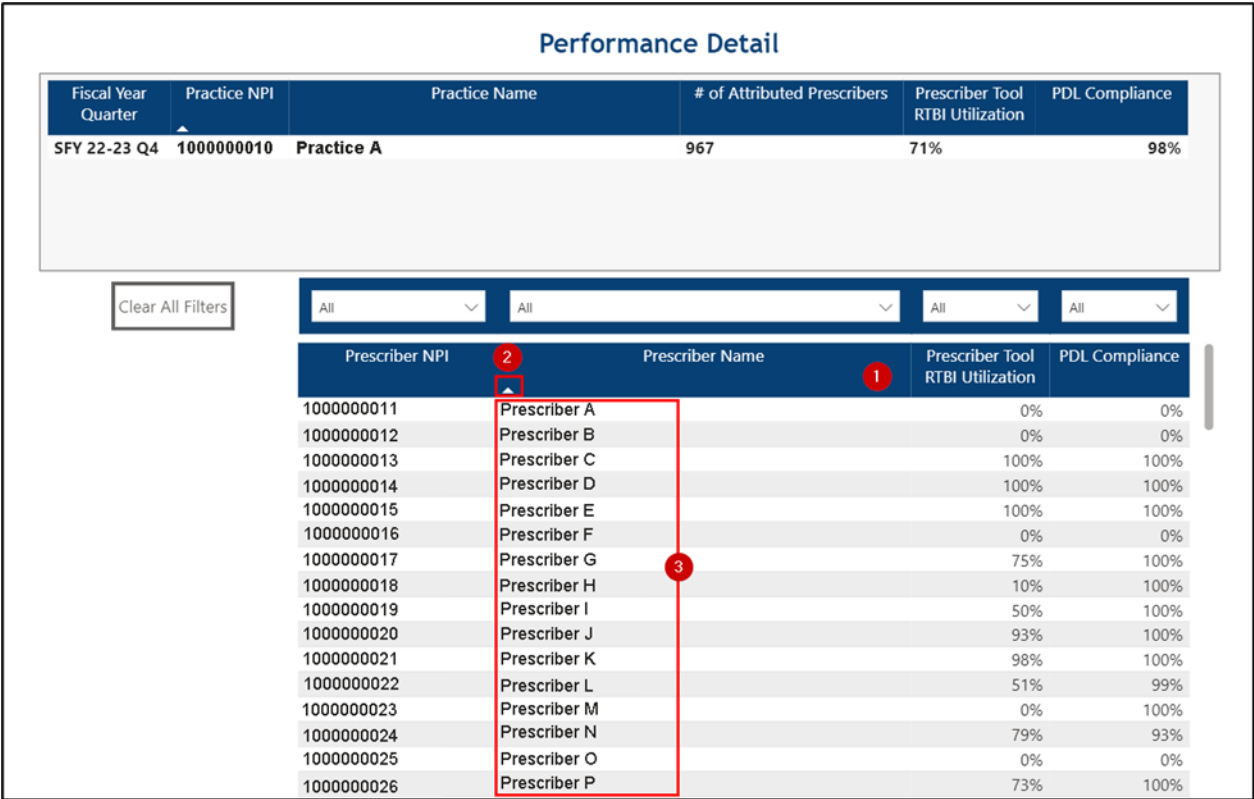 Performance Detail
Fiscal Year Quarter Practice NPI Practice Name # of Attributed Prescribers Prescriber Tool RTBI Utilization PDL Compliance
SFY 22-23 Q4 1000000010 Practice A 967 71% 98%
Clear All Filters All All All All
Prescriber NPI 2 Prescriber Name 1 Prescriber Tool RTBI Utilization PDL Compliance
1000000011 Prescriber A 0% 0%
1000000012 Prescriber B 0% 0%
1000000013 Prescriber C 100% 100%
1000000014 Prescriber D 100% 100%
1000000015 Prescriber E 100% 100%
1000000016 Prescriber F 0% 0%
1000000017 Prescriber G 3 75% 100%
1000000018 Prescriber H 10% 100%
1000000019 Prescriber I 50% 100%
1000000020 Prescriber J 93% 100%
1000000021 Prescriber K 98% 100%
1000000022 Prescriber L 51% 99%
1000000023 Prescriber M 0% 100%
1000000024 Prescriber N 79% 93%
1000000025 Prescriber O 0% 0%
1000000026 Prescriber P 73% 100%